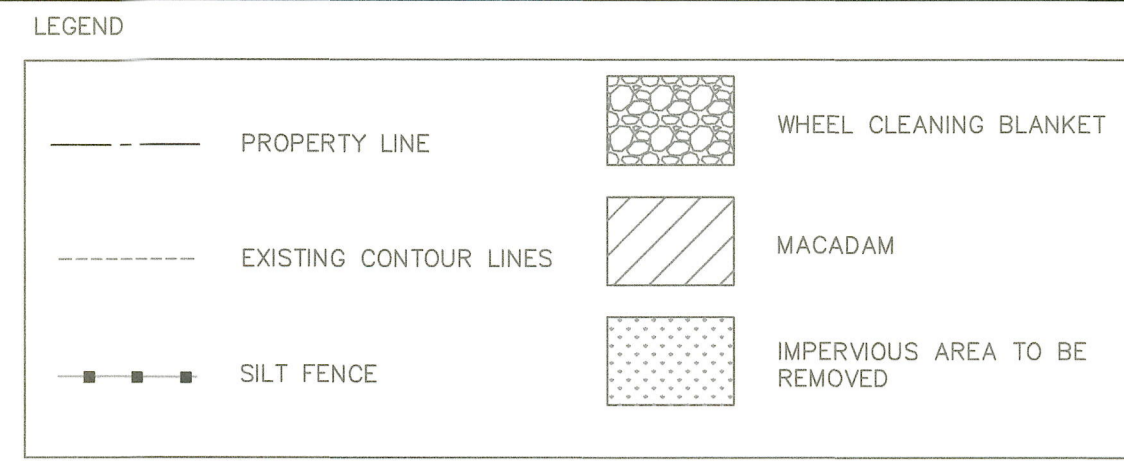 LEGEND
PROPERTY LINE
EXISTING CONTOUR LINES
SILT FENCE
WHEEL CLEANING BLANKET
MACADAM
IMPERVIOUS AREA TO BE
REMOVED